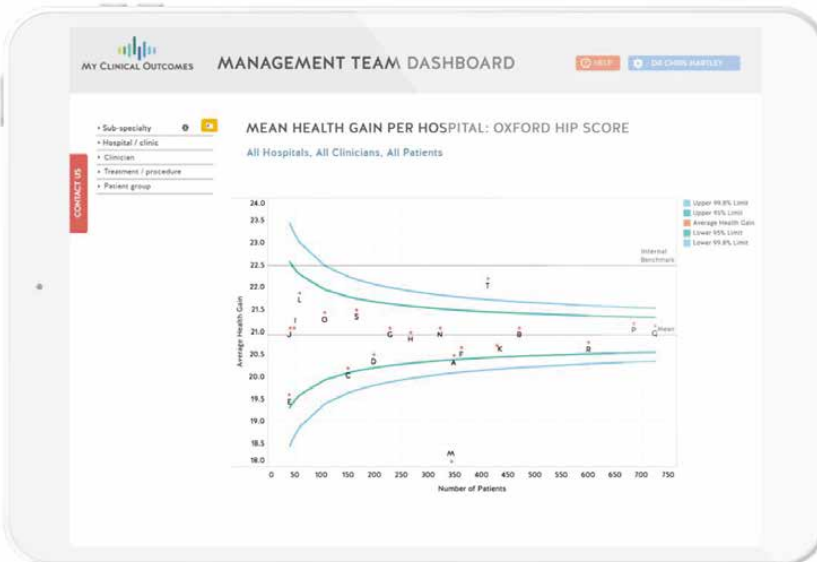 MY CLINICAL OUTCOMES
MANAGEMENT TEAM DASHBOARD
HELP
DR CHRIS HARTLEY
CONTACT US
Sub-specialty
Hospital / clinic
Clinician
Treatment / procedure
Patient group
MEAN HEALTH GAIN PER HOSPITAL: OXFORD HIP SCORE
All Hospitals, All Clinicians, All Patients
Average Health Gain
24.0
23.5
23.0
22.5
22.0
21.5
21.0
20.5
20.0
19.5
19.0
18.5
18.0
Upper 99.8% Limit
Upper 95% Limit
Average Health Gain
Lower 95% Limit
Lower 99.8% Limit
Internal
Benchmark
Mean
T
L
I
O
S
P
J
G
H
N
B
Q
K
R
F
D
A
C
E
M
0 50 100 150 200 250 300 350 400 450 500 550 600 650 700 750
Number of Patients